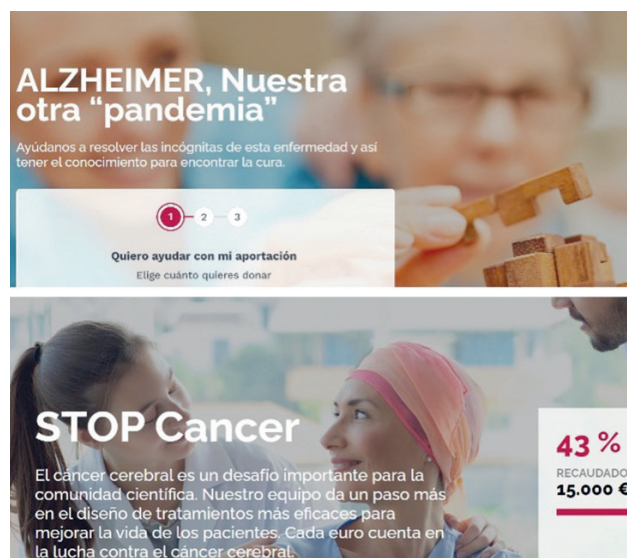 ALZHEIMER, Nuestra
otra “pandemia”
Ayúdanos a resolver las incógnitas de esta enfermedad y así
tener el conocimiento para encontrar la cura.
1 2 3
Quiero ayudar con mi aportación
Elige cuánto quieres donar
STOP Cancer
43 %
RECAUDADO
15.000 €
El cáncer cerebral es un desafío importante para la
comunidad científica. Nuestro equipo da un paso más
en el diseño de tratamientos más eficaces para
mejorar la vida de los pacientes. Cada euro cuenta en
la lucha contra el cáncer cerebral.